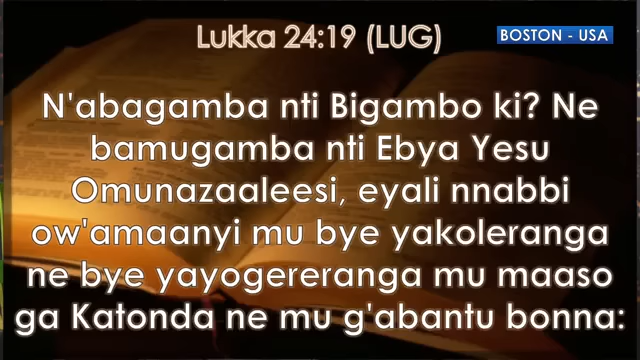 Lukka 24:19 (LUG)
BOSTON - USA
N'abagamba nti Bigambo ki? Ne
bamugamba nti Ebya Yesu
Omunazaaleesi, eyali nnabbi
ow'amaanyi mu bye yakoleranga
ne bye yayogereranga mu maaso
ga Katonda ne mu g'abantu bonna: